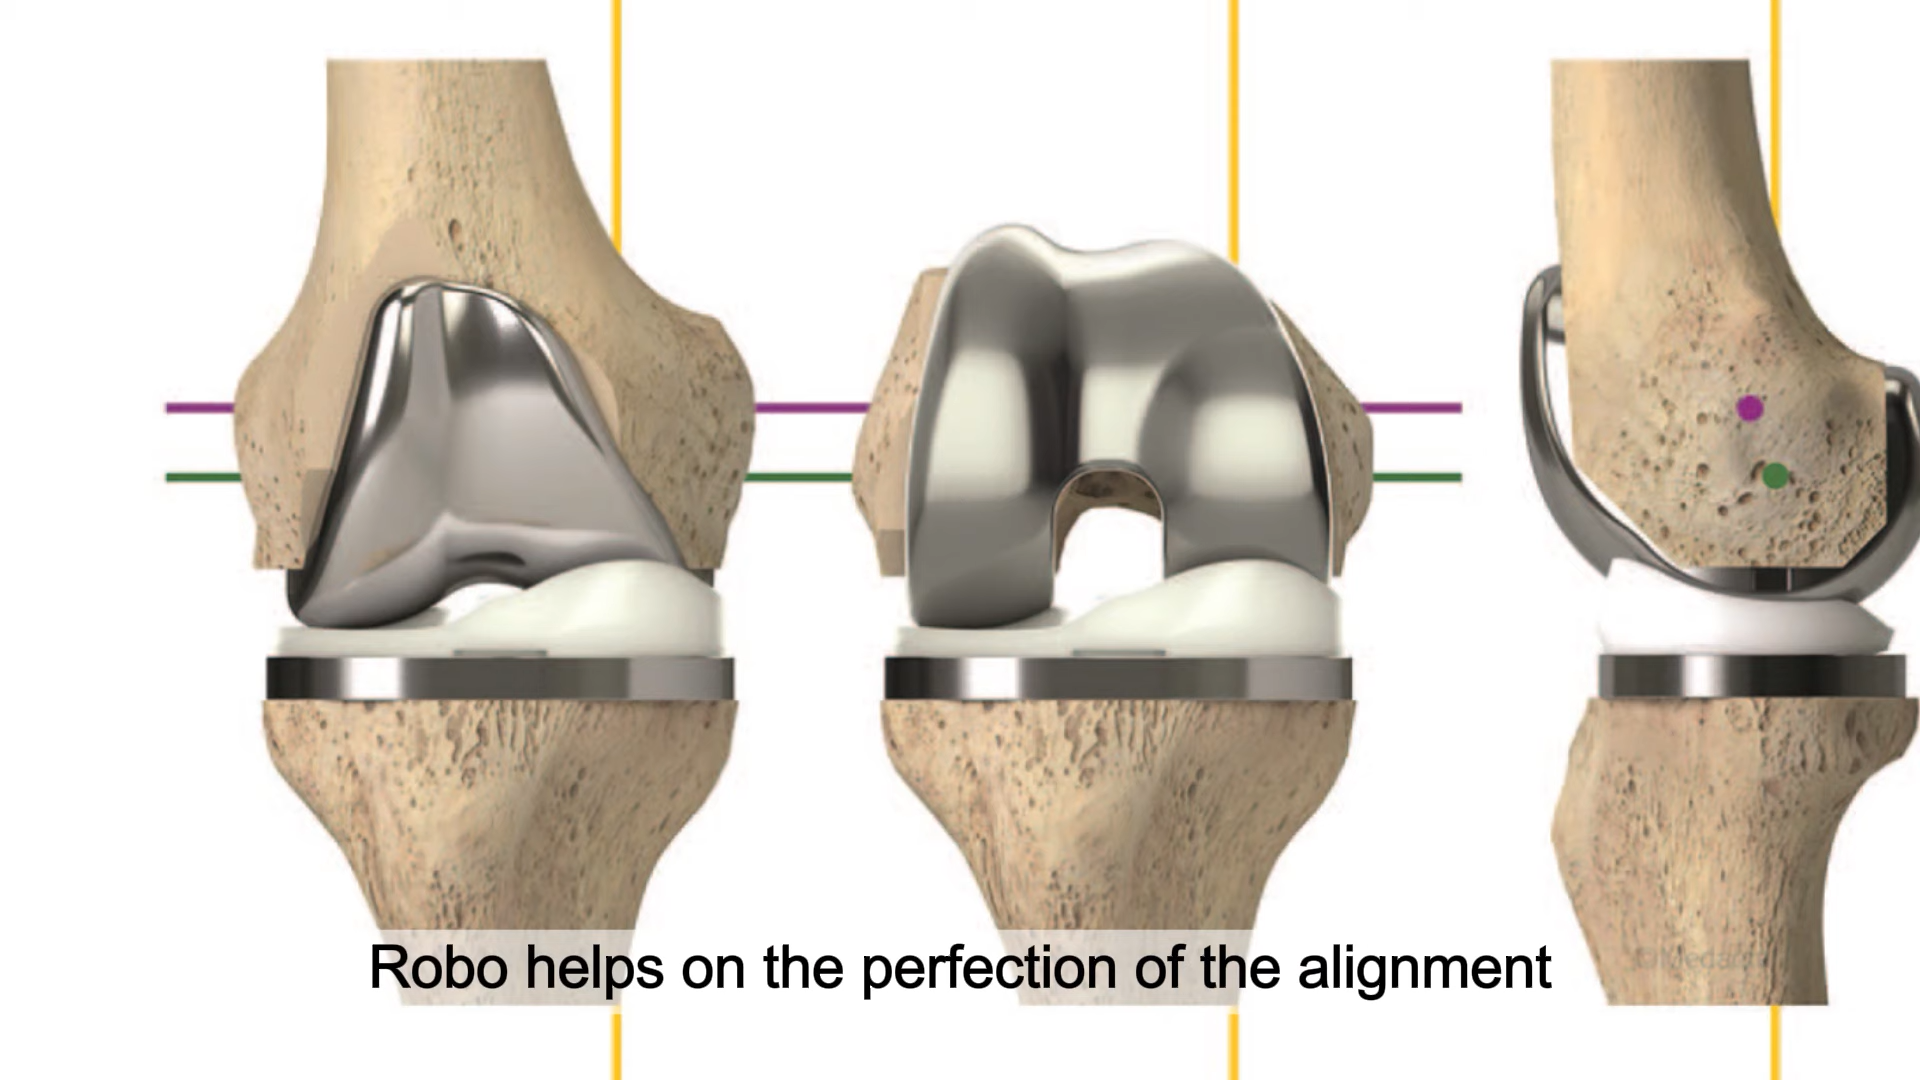 Robo helps on the perfection of the alignment